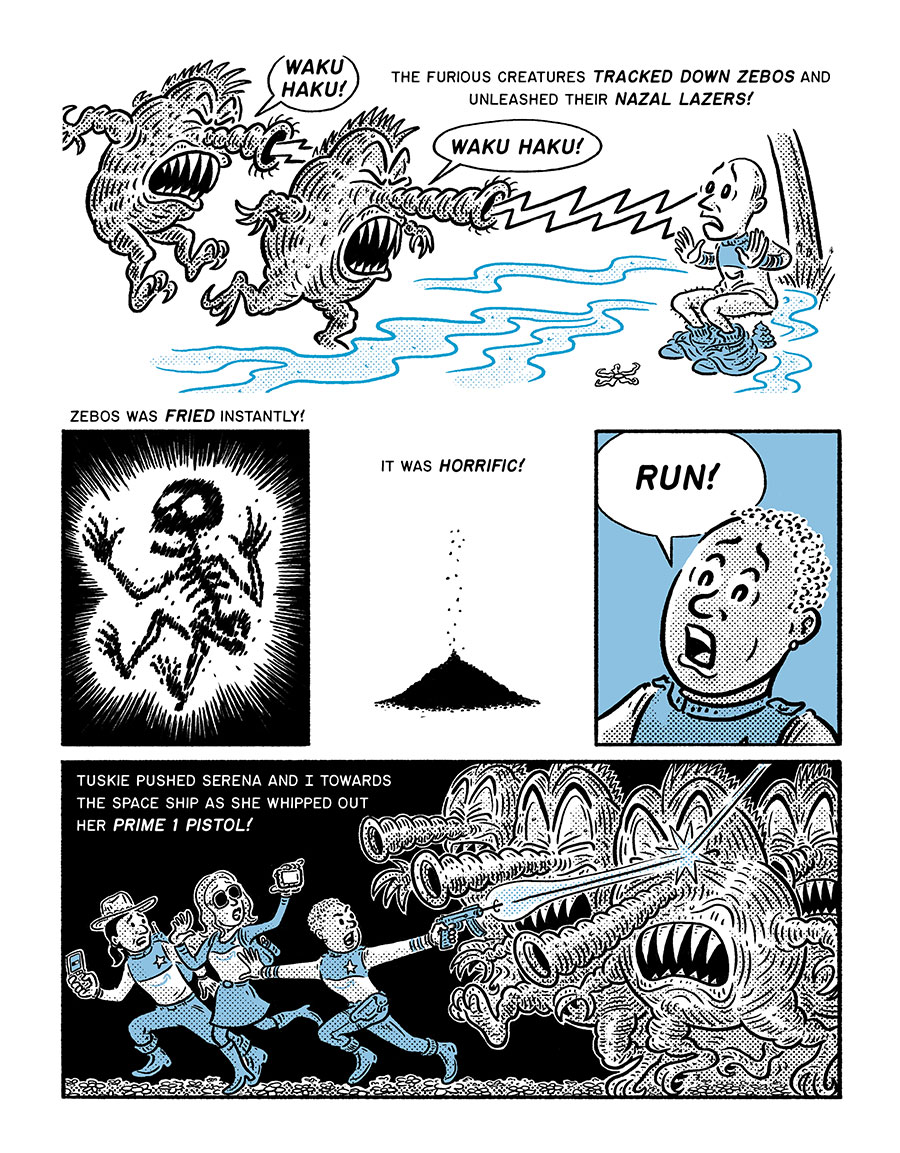 WAKU
HAKU!
THE FURIOUS CREATURES TRACKED DOWN ZEBOS AND
UNLEASHED THEIR NAZAL LAZERS!
WAKU HAKU!
ZEBOS WAS FRIED INSTANTLY!
IT WAS HORRIFIC!
RUN!
TUSKIE PUSHED SERENA AND I TOWARDS
THE SPACE SHIP AS SHE WHIPPED OUT
HER PRIME 1 PISTOL!